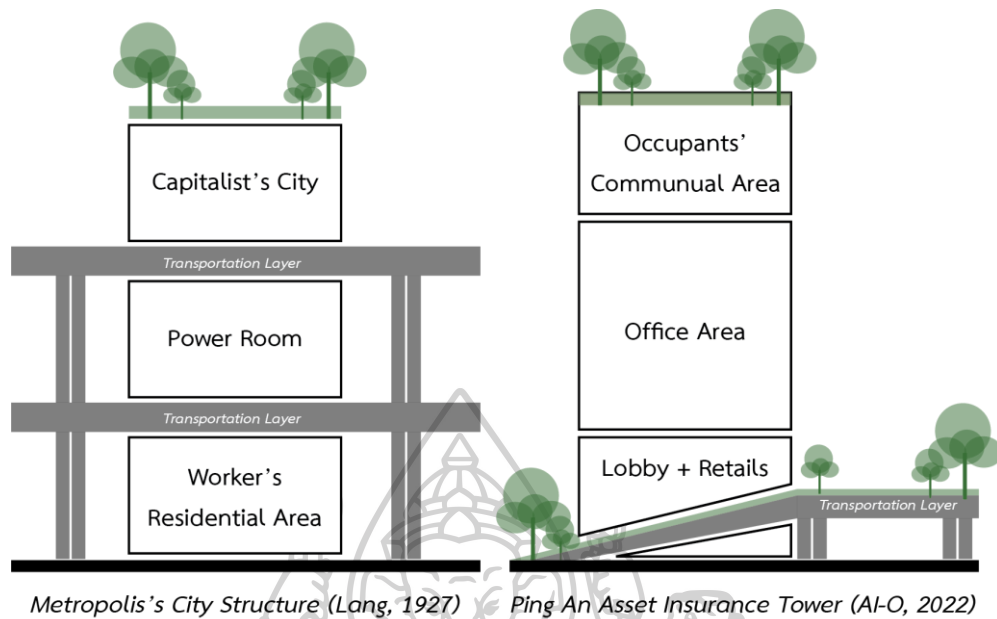 Capitalist's City
Transportation Layer
Power Room
Transportation Layer
Worker's
Residential Area
Metropolis's City Structure (Lang, 1927)
Occupants'
Communual Area
Office Area
Lobby + Retails
Transportation Layer
Ping An Asset Insurance Tower (AI-O, 2022)